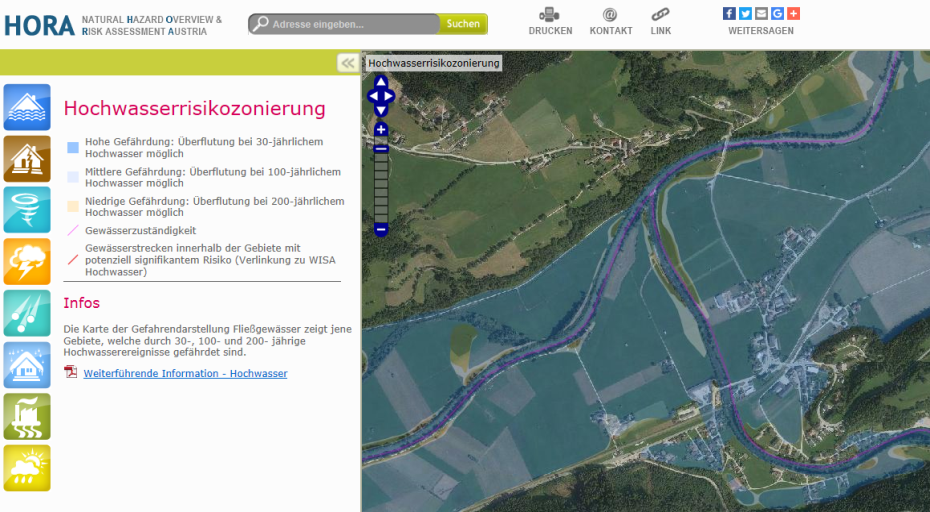 HORA NATURAL HAZARD OVERVIEW &
RISK ASSESSMENT AUSTRIA
Adresse eingeben...
Suchen
DRUCKEN
KONTAKT
LINK
WEITERSAGEN
Hochwasserrisikozonierung
Hochwasserrisikozonierung
Hohe Gefährdung: Überflutung bei 30-jährlichem
Hochwasser möglich
Mittlere Gefährdung: Überflutung bei 100-jährlichem
Hochwasser möglich
Niedrige Gefährdung: Überflutung bei 200-jährlichem
Hochwasser möglich
Gewässerzuständigkeit
Gewässerstrecken innerhalb der Gebiete mit
potenziell signifikantem Risiko (Verlinkung zu WISA
Hochwasser)
Infos
Die Karte der Gefahrendarstellung Fließgewässer zeigt jene
Gebiete, welche durch 30-, 100- und 200- jährige
Hochwasserereignisse gefährdet sind.
Weiterführende Information - Hochwasser